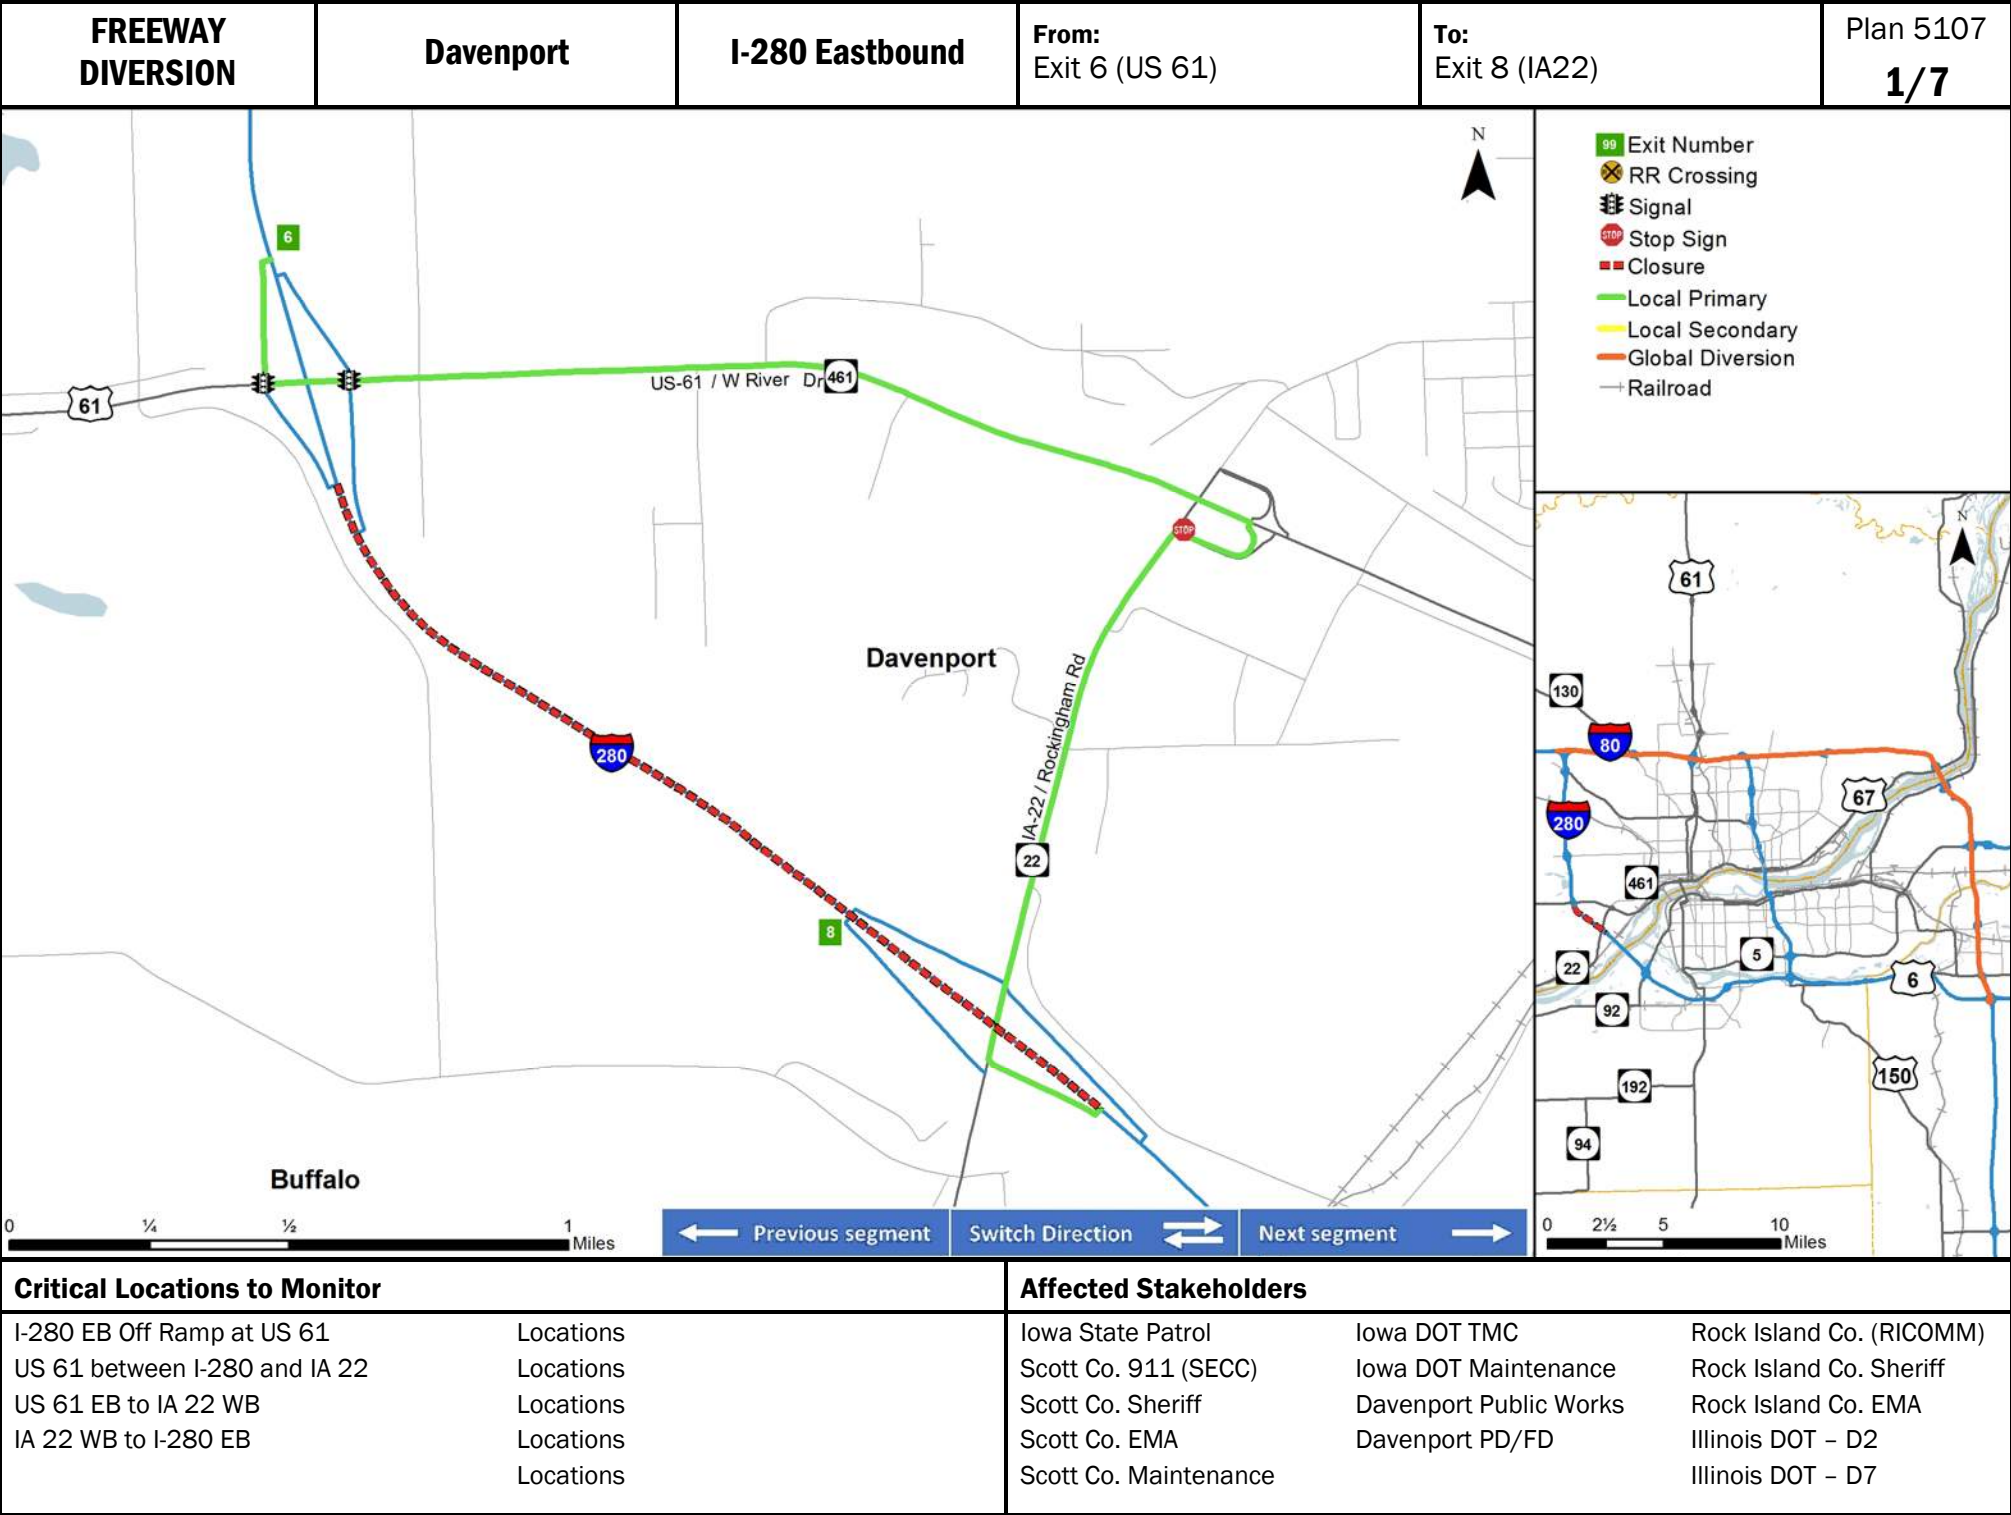 FREEWAY
DIVERSION
Davenport
I-280 Eastbound
From:
Exit 6 (US 61)
To:
Exit 8 (IA22)
Plan 5107
1/7
N
99 Exit Number
RR Crossing
Signal
STOP Stop Sign
Closure
Local Primary
Local Secondary
Global Diversion
Railroad
6
61
US-61 / W River Dr
461
STOP
Davenport
IA-22 / Rockingham Rd
280
22
8
Buffalo
0 ¼ ½ 1
Miles
Previous segment
Switch Direction
Next segment
N
61
130
80
67
280
461
5
22
6
92
150
192
94
0 2½ 5 10
Miles
Critical Locations to Monitor
I-280 EB Off Ramp at US 61 Locations
US 61 between I-280 and IA 22 Locations
US 61 EB to IA 22 WB Locations
IA 22 WB to I-280 EB Locations
Locations
Affected Stakeholders
Iowa State Patrol Iowa DOT TMC Rock Island Co. (RICOMM)
Scott Co. 911 (SECC) Iowa DOT Maintenance Rock Island Co. Sheriff
Scott Co. Sheriff Davenport Public Works Rock Island Co. EMA
Scott Co. EMA Davenport PD/FD Illinois DOT – D2
Scott Co. Maintenance Illinois DOT – D7